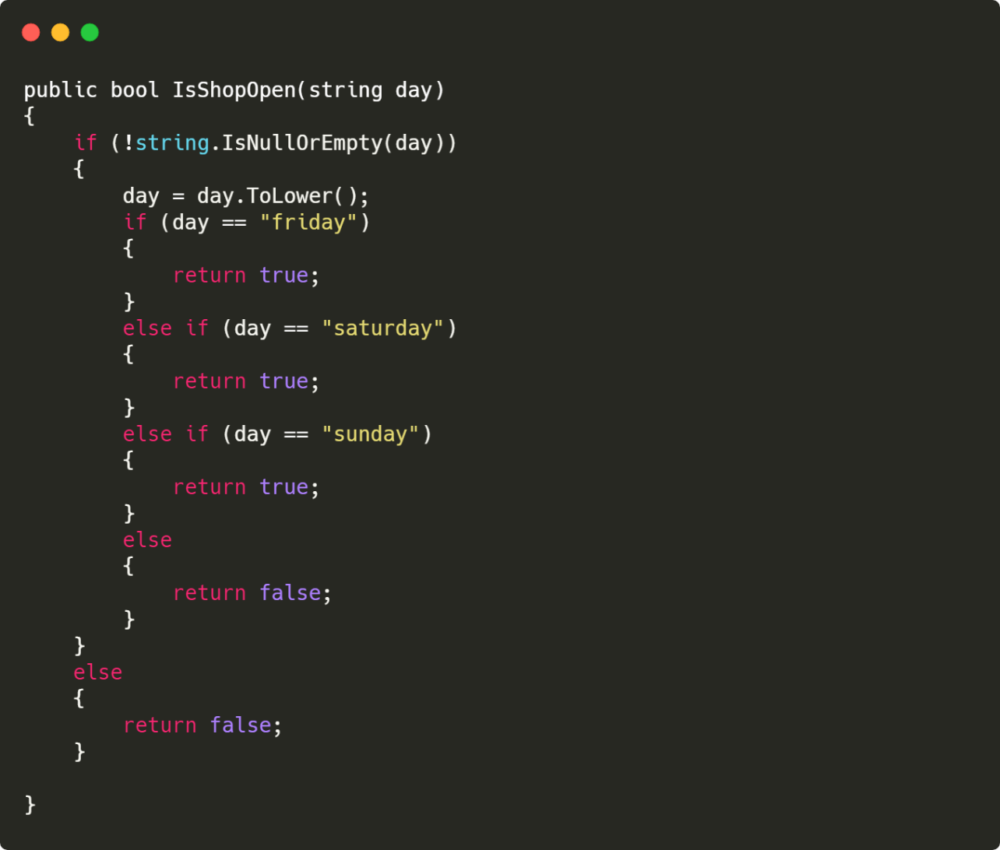 public bool IsShopOpen(string day)
{
    if (!string.IsNullOrEmpty(day))
    {
        day = day.ToLower();
        if (day == "friday")
        {
            return true;
        }
        else if (day == "saturday")
        {
            return true;
        }
        else if (day == "sunday")
        {
            return true;
        }
        else
        {
            return false;
        }
    }
    else
    {
        return false;
    }

}